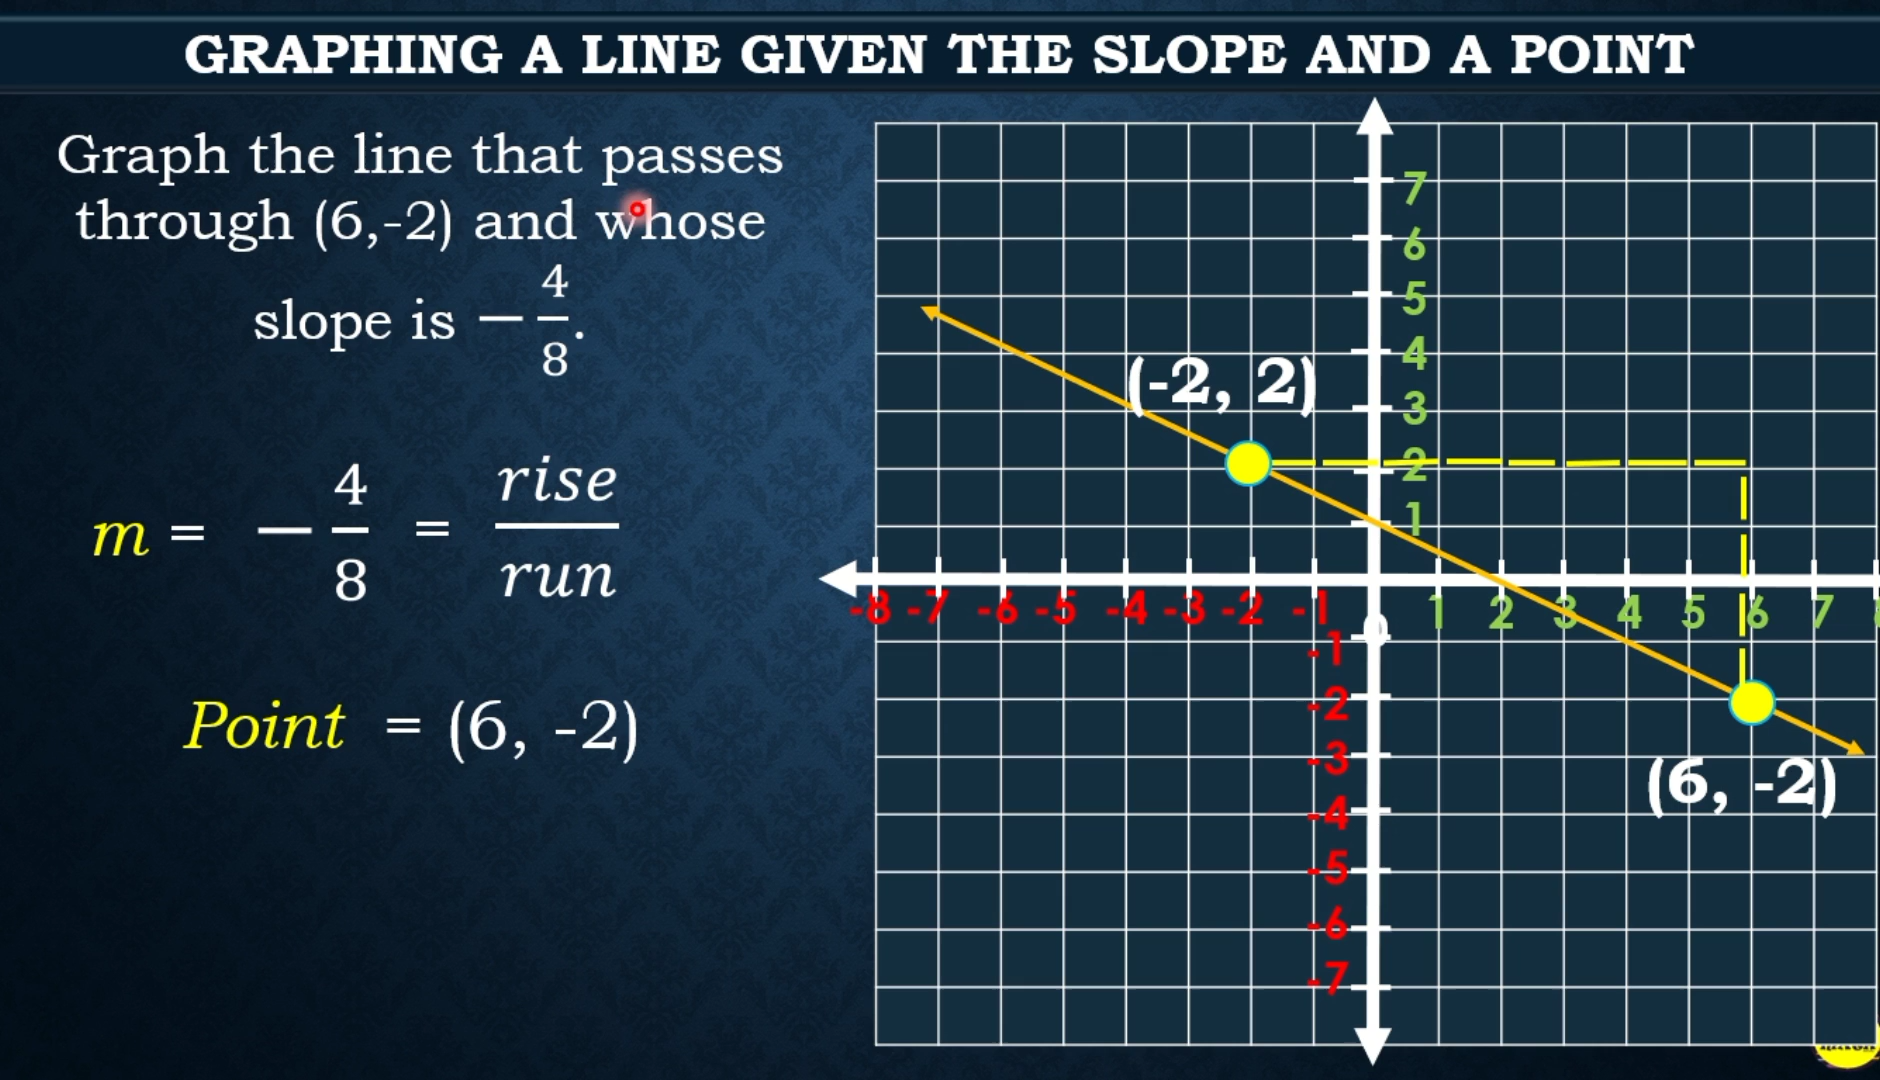 GRAPHING A LINE GIVEN THE SLOPE AND A POINT
Graph the line that passes
through (6,-2) and whose
slope is − 4/8.
m = − 4/8 = rise/run
Point = (6, -2)
7
6
5
4
(-2, 2)
3
2
1
-8 -7 -6 -5 -4 -3 -2 -1 0 1 2 3 4 5 6 7
-1
-2
-3
(6, -2)
-4
-5
-6
-7